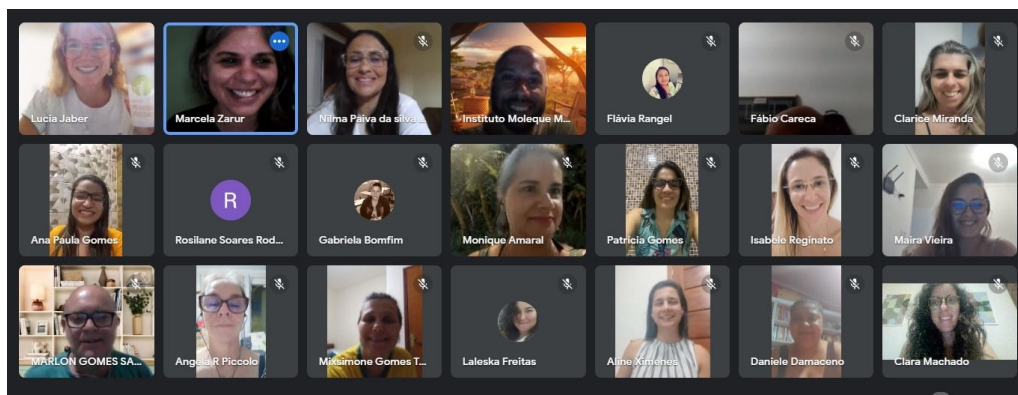 Lucia Jaber
Marcela Zarur
Nilma Paiva da silva ...
Instituto Moleque M...
Flávia Rangel
Fábio Careca
Clarice Miranda
Ana Paula Gomes
R
Rosilane Soares Rod...
Gabriela Bomfim
Monique Amaral
Patricia Gomes
Isabele Reginato
Maira Vieira
MARLON GOMES SA...
Angela R Piccolo
Mixsimone Gomes T...
Laleska Freitas
Aline Ximenes
Daniele Damaceno
Clara Machado